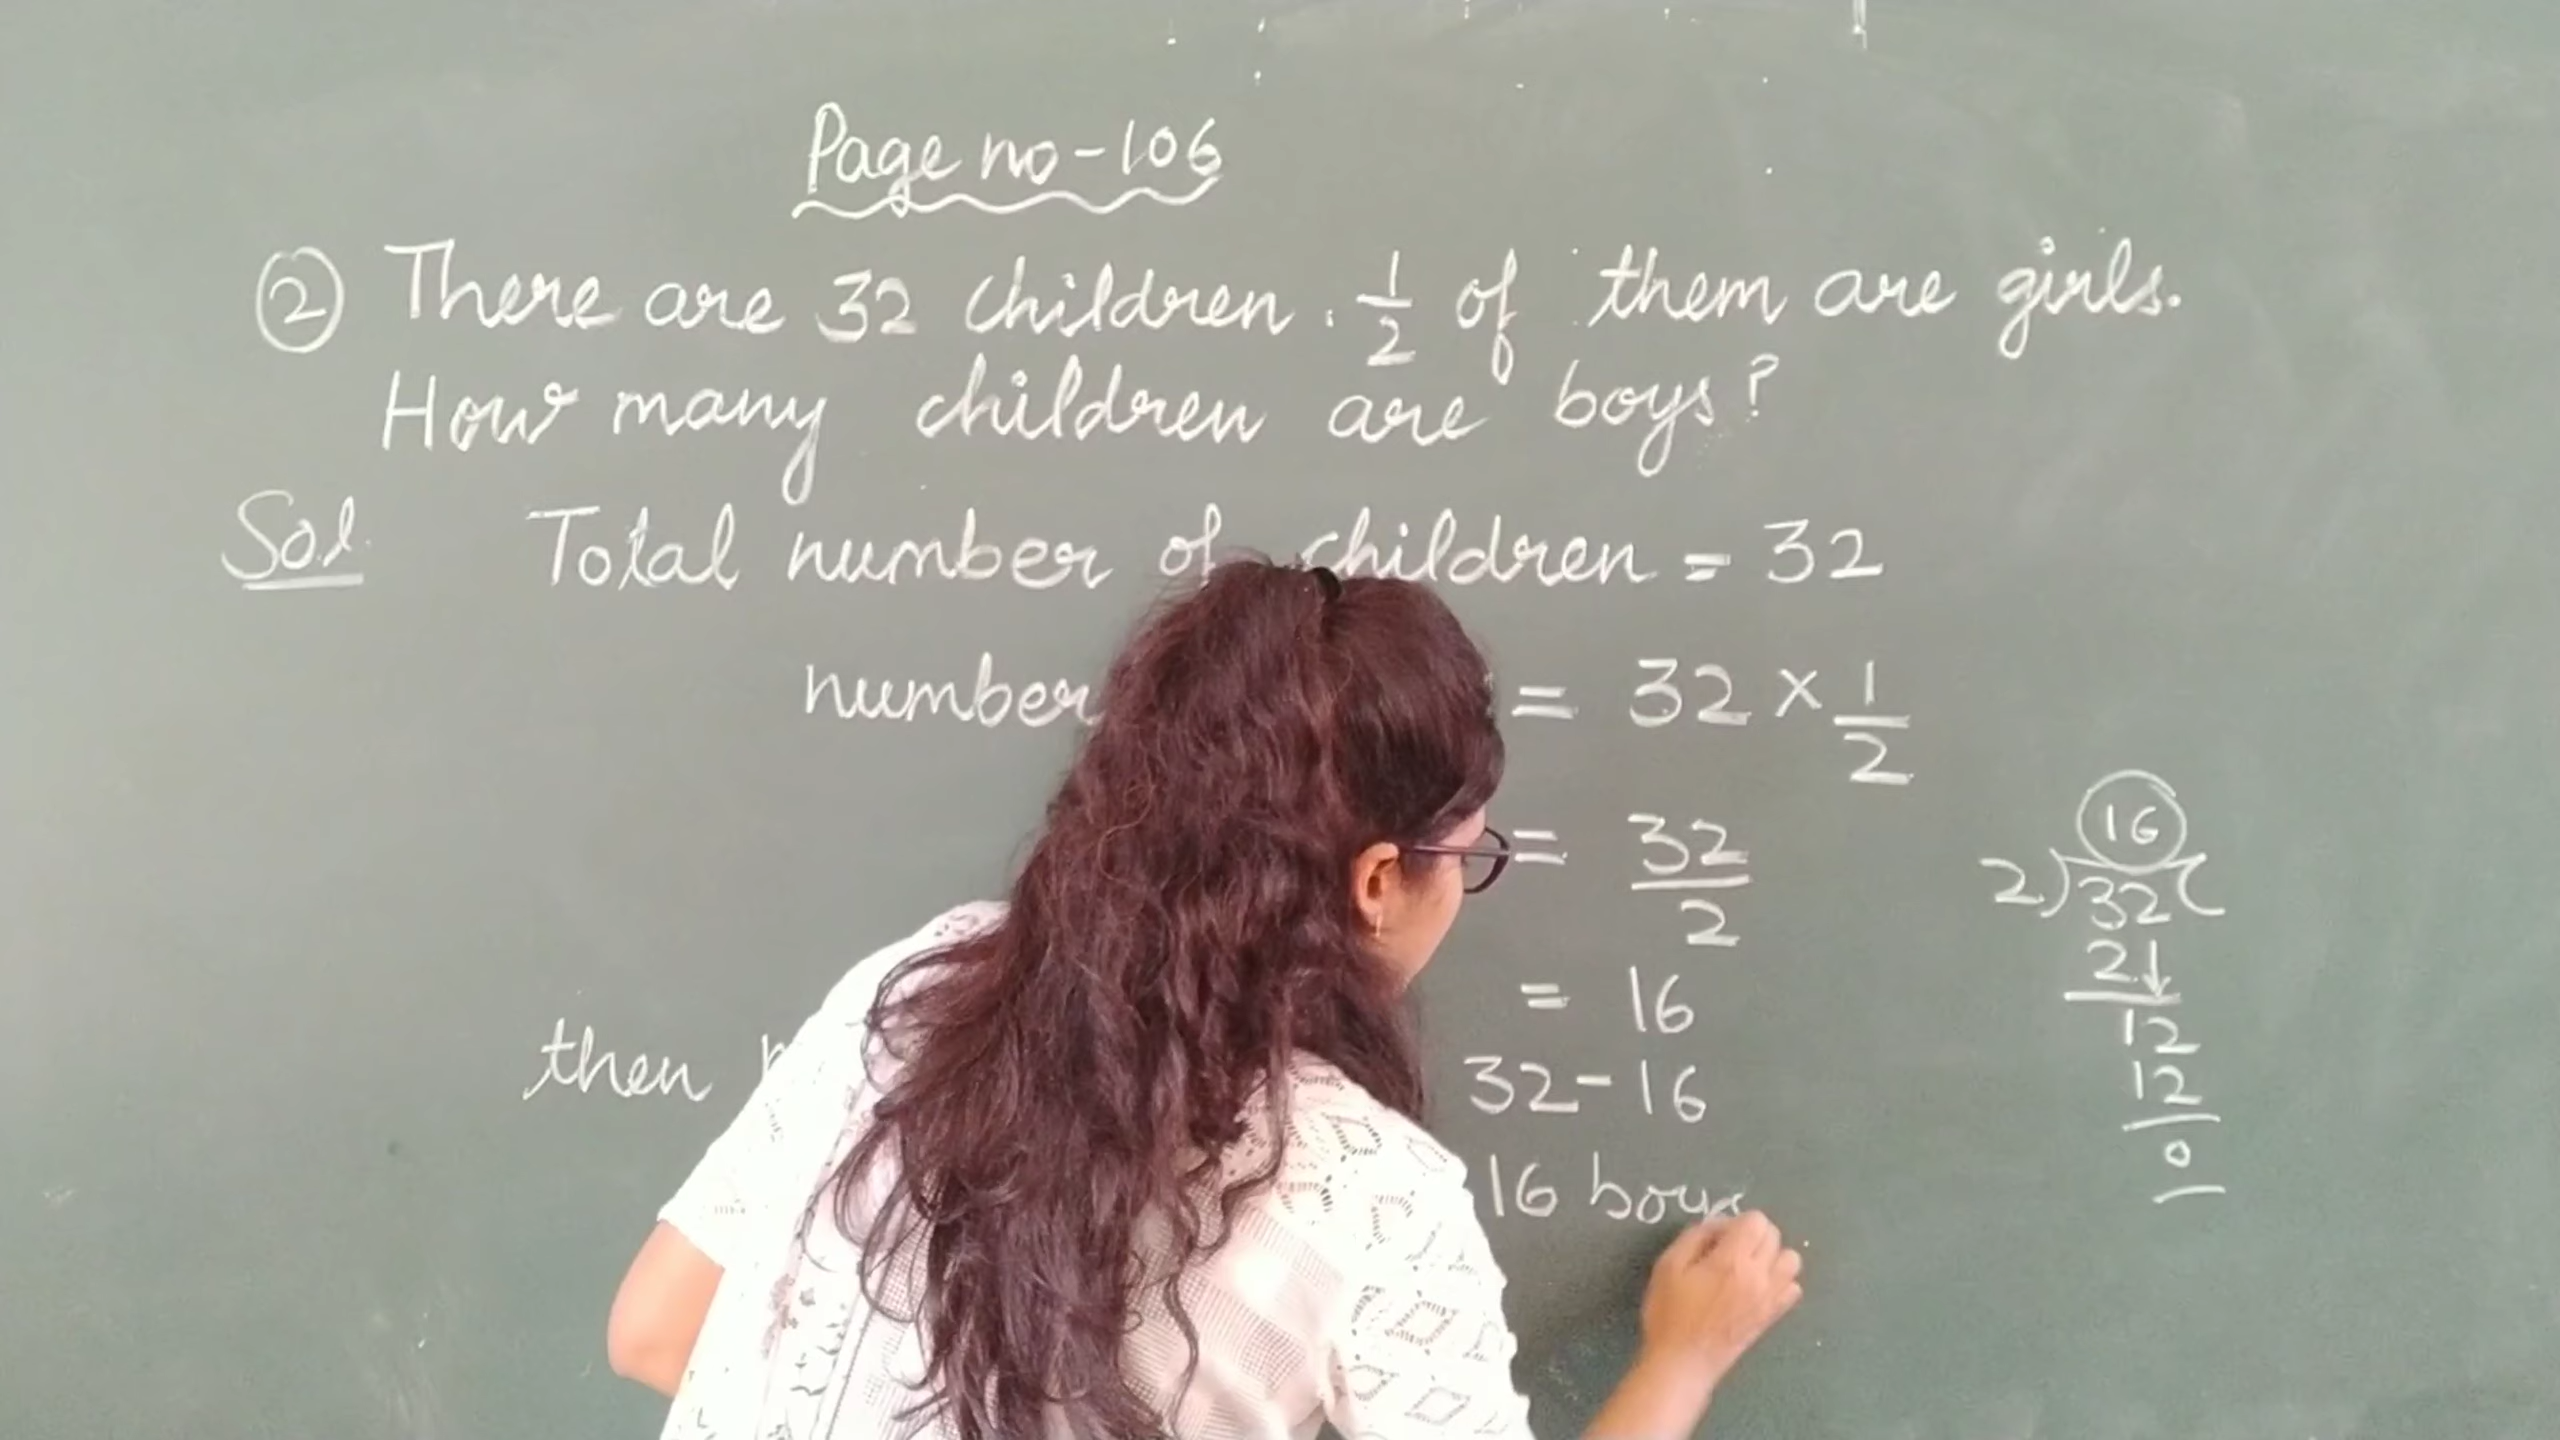 Page no - 106
② There are 32 children. 1/2 of them are girls.
How many children are boys?
Sol. Total number of children = 32
number = 32 × 1/2
= 32/2
= 16
then 32 - 16
16 boys
16
2)32(
2↓
12
12
0